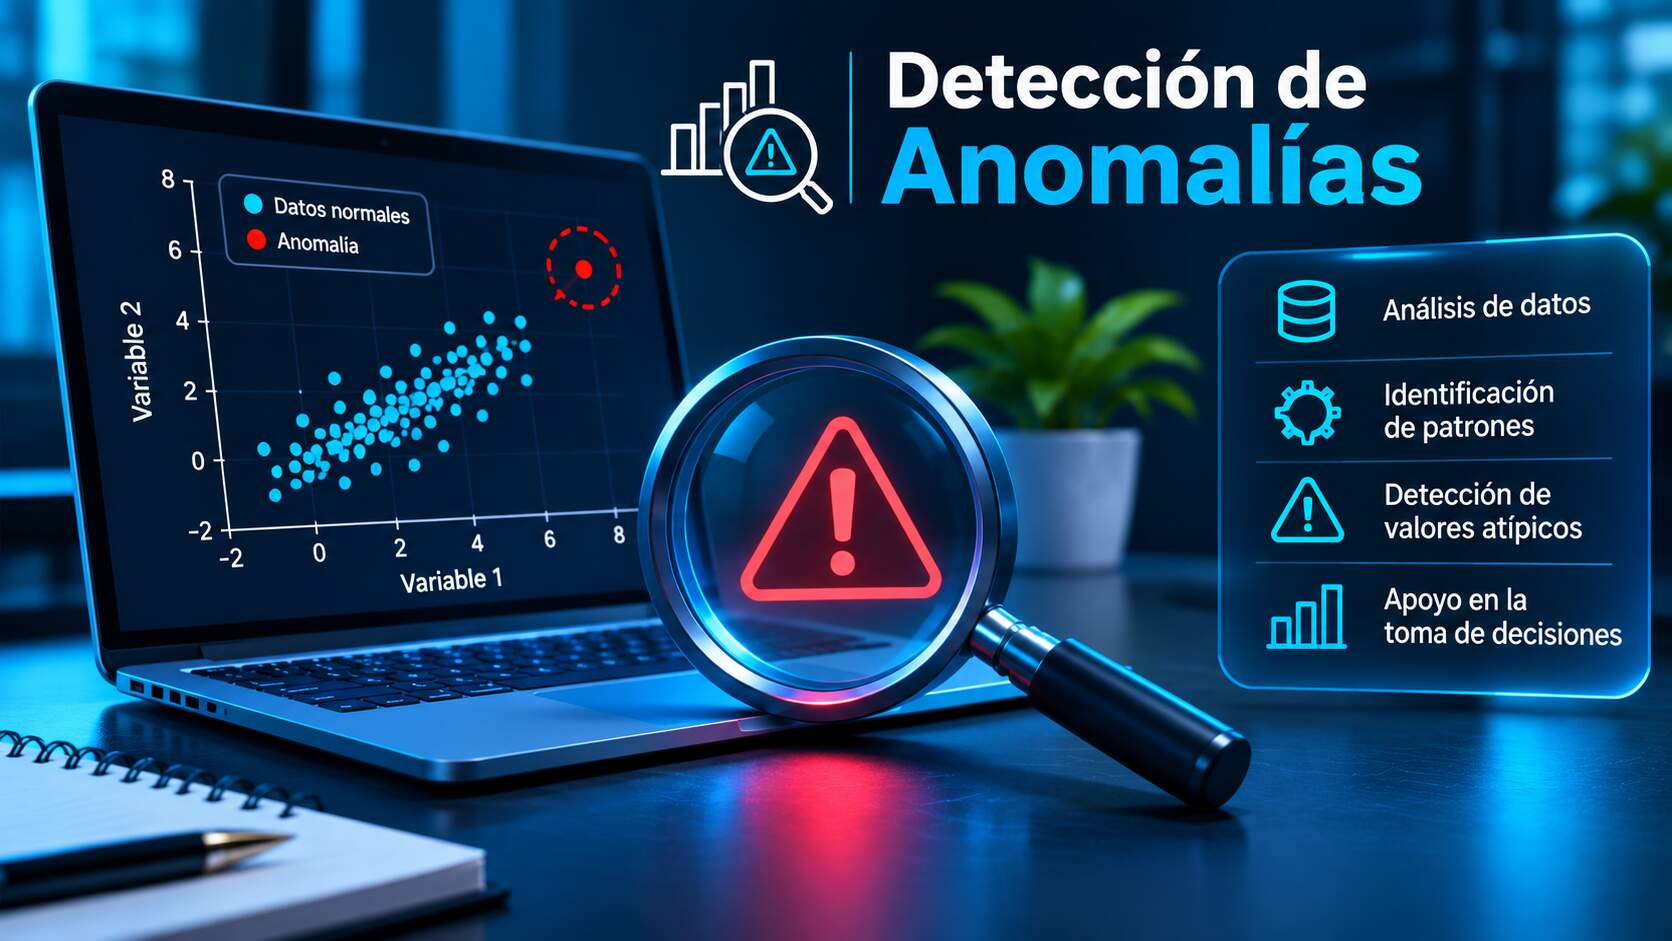 Detección de
Anomalías
8
6
4
2
0
−2
Variable 2
Datos normales
Anomalía
−2
0
2
4
6
8
Variable 1
Análisis de datos
Identificación
de patrones
Detección de
valores atípicos
Apoyo en la
toma de decisiones